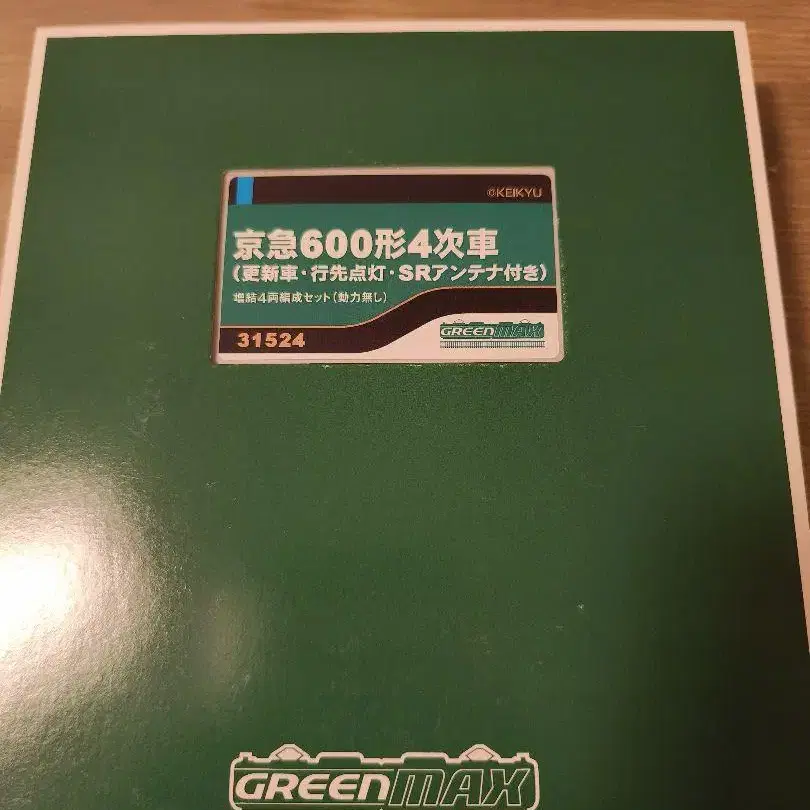 ©KEIKYU
京急600形4次車
(更新車・行先点灯・SRアンテナ付き)
増結4両編成セット(動力無し)
31524
GREENMAX
GREENMAX